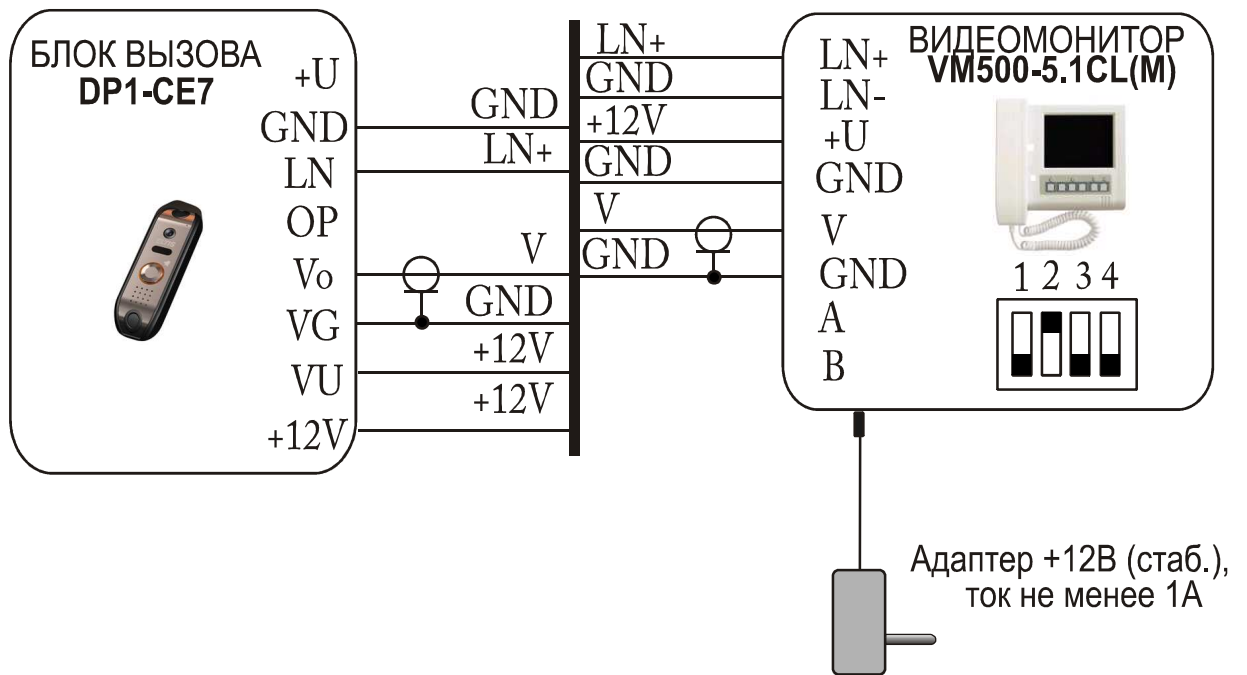 БЛОК ВЫЗОВА
DP1-CE7
+U
GND
LN
OP
Vo
VG
VU
+12V
GND
LN+
V
GND
+12V
+12V
LN+
GND
+12V
GND
V
GND
ВИДЕОМОНИТОР
VM500-5.1CL(M)
LN+
LN-
+U
GND
V
GND
A
B
1 2 3 4
Адаптер +12В (стаб.),
ток не менее 1А